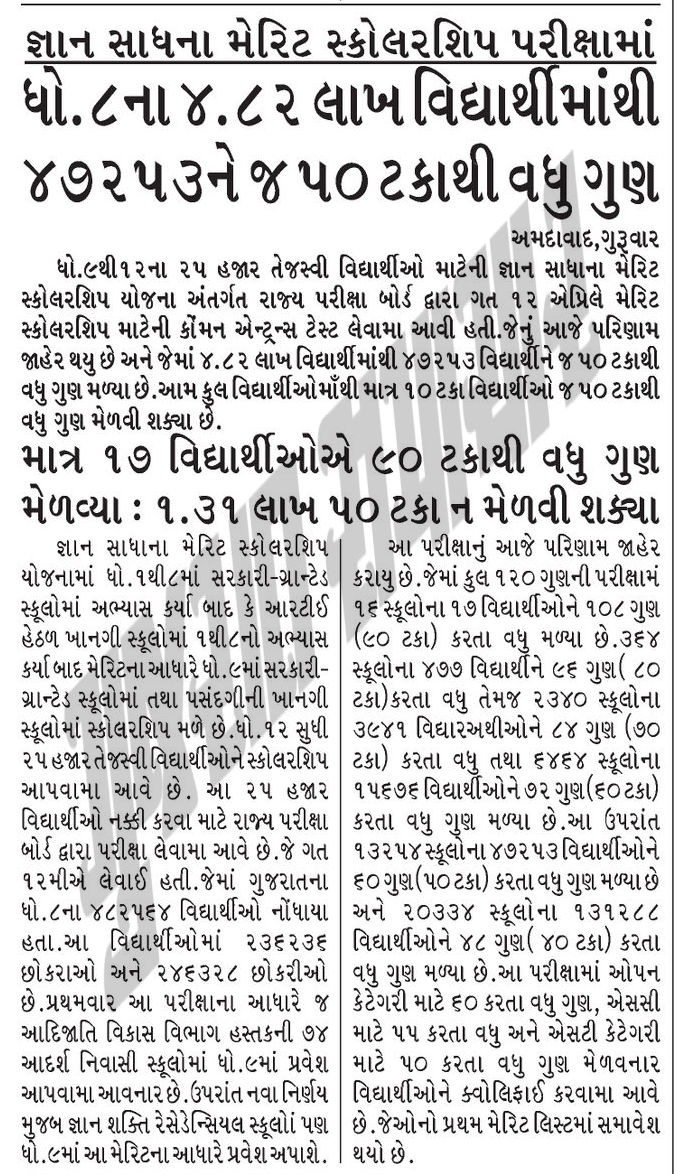 જ્ઞાન સાધના મેરિટ સ્કોલરશિપ પરીક્ષામાં
ધો.૮ના ૪.૮૨ લાખ વિદ્યાર્થીમાંથી
૪૭૨૫૩ને જ ૫૦ ટકાથી વધુ ગુણ
અમદાવાદ,ગુરૂવાર
ધો.૯થી૧૨ના ૨૫ હજાર તેજસ્વી વિદ્યાર્થીઓ માટેની જ્ઞાન સાધાના મેરિટ
સ્કોલરશિપ યોજના અંતર્ગત રાજ્ય પરીક્ષા બોર્ડ દ્વારા ગત ૧૨ એપ્રિલે મેરિટ
સ્કોલરશિપ માટેની કોંમન એન્ટ્રન્સ ટેસ્ટ લેવામા આવી હતી.જેનું આજે પરિણામ
જાહેર થયુ છે અને જેમાં ૪.૮૨ લાખ વિદ્યાર્થીમાંથી ૪૭૨૫૩ વિદ્યાર્થીને જ ૫૦ ટકાથી
વધુ ગુણ મળ્યા છે.આમ કુલ વિદ્યાર્થીઓમાંથી માત્ર ૧૦ ટકા વિદ્યાર્થીઓ જ ૫૦ ટકાથી
વધુ ગુણ મેળવી શક્યા છે.
માત્ર ૧૭ વિદ્યાર્થીઓએ ૯૦ ટકાથી વધુ ગુણ
મેળવ્યા : ૧.૩૧ લાખ ૫૦ ટકા ન મેળવી શક્યા
જ્ઞાન સાધાના મેરિટ સ્કોલરશિપ
યોજનામાં ધો.૧થી૮માં સરકારી-ગ્રાન્ટેડ
સ્કૂલોમાં અભ્યાસ કર્યા બાદ કે આરટીઈ
હેઠળ ખાનગી સ્કૂલોમાં ૧થી૮નો અભ્યાસ
કર્યા બાદ મેરિટના આધારે ધો.૯માં સરકારી-
ગ્રાન્ટેડ સ્કૂલોમાં તથા પસંદગીની ખાનગી
સ્કૂલોમાં સ્કોલરશિપ મળે છે.ધો.૧૨ સુધી
૨૫ હજાર તેજસ્વી વિદ્યાર્થીઓને સ્કોલરશિપ
આપવામા આવે છે. આ ૨૫ હજાર
વિદ્યાર્થીઓ નક્કી કરવા માટે રાજ્ય પરીક્ષા
બોર્ડ દ્વારા પરીક્ષા લેવામા આવે છે.જે ગત
૧૨મીએ લેવાઈ હતી.જેમાં ગુજરાતના
ધો.૮ના ૪૮૨૫૬૪ વિદ્યાર્થીઓ નોંધાયા
હતા.આ વિદ્યાર્થીઓમાં ૨૩૬૨૩૬
છોકરાઓ અને ૨૪૬૩૨૮ છોકરીઓ
છે.પ્રથમવાર આ પરીક્ષાના આધારે જ
આદિજાતિ વિકાસ વિભાગ હસ્તકની ૭૪
આદર્શ નિવાસી સ્કૂલોમાં ધો.૯માં પ્રવેશ
આપવામા આવનાર છે.ઉપરાંત નવા નિર્ણય
મુજબ જ્ઞાન શક્તિ રેસેડેન્સિયલ સ્કૂલોાં પણ
ધો.૯માં આ મેરિટના આધારે પ્રવેશ અપાશે.
આ પરીક્ષાનું આજે પરિણામ જાહેર
કરાયુ છે.જેમાં કુલ ૧૨૦ ગુણની પરીક્ષામં
૧૬ સ્કૂલોના ૧૭ વિદ્યાર્થીઓને ૧૦૮ ગુણ
(૯૦ ટકા) કરતા વધુ મળ્યા છે.૩૬૪
સ્કૂલોના ૪૭૭ વિદ્યાર્થીને ૯૬ ગુણ( ૮૦
ટકા)કરતા વધુ તેમજ ૨૩૪૦ સ્કૂલોના
૩૯૪૧ વિદ્યારઅથીઓને ૮૪ ગુણ (૭૦
ટકા) કરતા વધુ તથા ૬૪૬૪ સ્કૂલોના
૧૫૬૭૬ વિદ્યાર્થીઓને ૭૨ ગુણ(૬૦ટકા)
કરતા વધુ ગુણ મળ્યા છે.આ ઉપરાંત
૧૩૨૫૪ સ્કૂલોના ૪૭૨૫૩ વિદ્યાર્થીઓને
૬૦ ગુણ(૫૦ટકા) કરતા વધુ ગુણ મળ્યા છે
અને ૨૦૩૩૪ સ્કૂલોના ૧૩૧૨૮૮
વિદ્યાર્થીઓને ૪૮ ગુણ( ૪૦ ટકા) કરતા
વધુ ગુણ મળ્યા છે.આ પરીક્ષામાં ઓપન
કેટેગરી માટે ૬૦ કરતા વધુ ગુણ, એસસી
માટે ૫૫ કરતા વધુ અને એસટી કેટેગરી
માટે ૫૦ કરતા વધુ ગુણ મેળવનાર
વિદ્યાર્થીઓને ક્વોલિફાઈ કરવામા આવે
છે.જેઓનો પ્રથમ મેરિટ લિસ્ટમાં સમાવેશ
થયો છે.